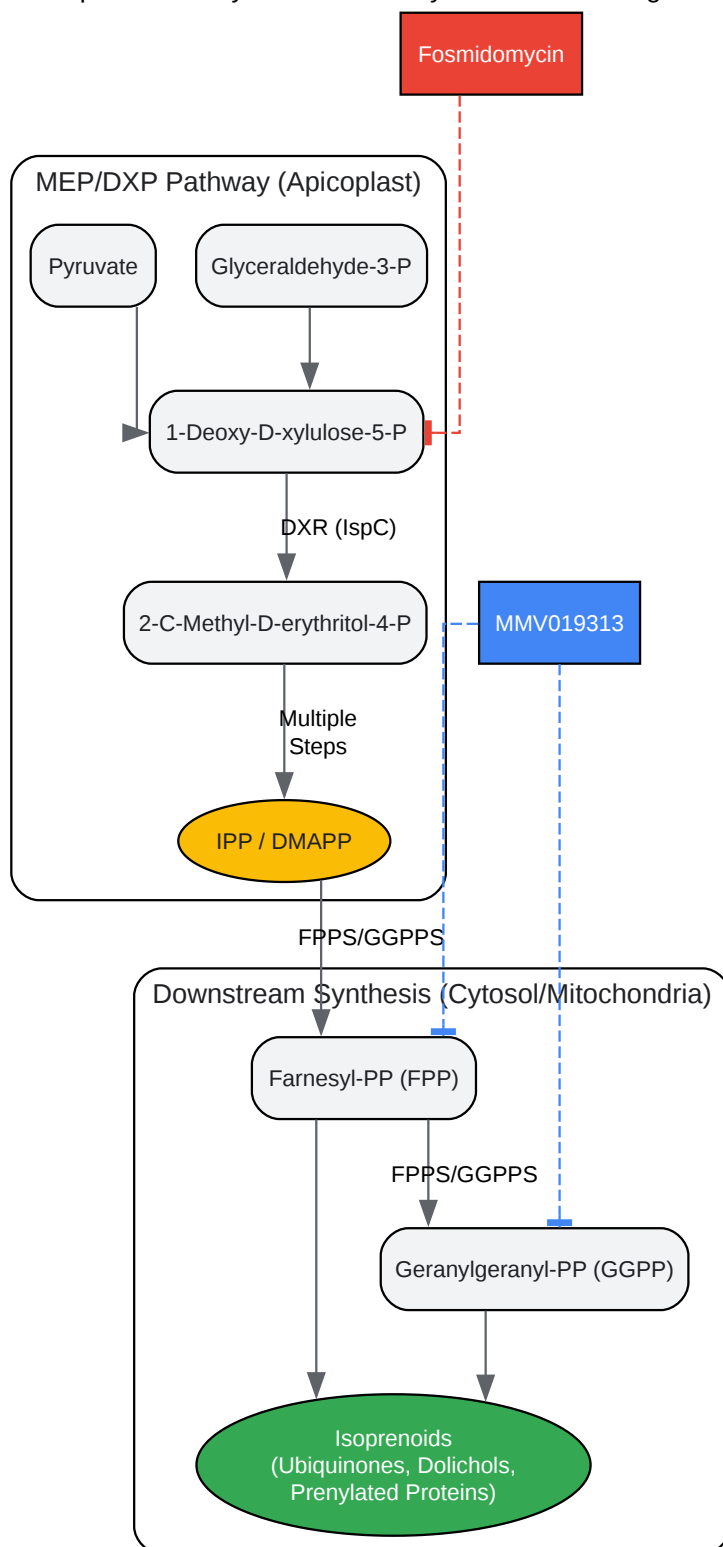 Fosmidomycin
MEP/DXP Pathway (Apicoplast)
Pyruvate
Glyceraldehyde-3-P
1-Deoxy-D-xylulose-5-P
DXR (IspC)
2-C-Methyl-D-erythritol-4-P
MMV019313
Multiple
Steps
IPP / DMAPP
FPPS/GGPPS
Downstream Synthesis (Cytosol/Mitochondria)
Farnesyl-PP (FPP)
FPPS/GGPPS
Geranylgeranyl-PP (GGPP)
Isoprenoids
(Ubiquinones, Dolichols,
Prenylated Proteins)